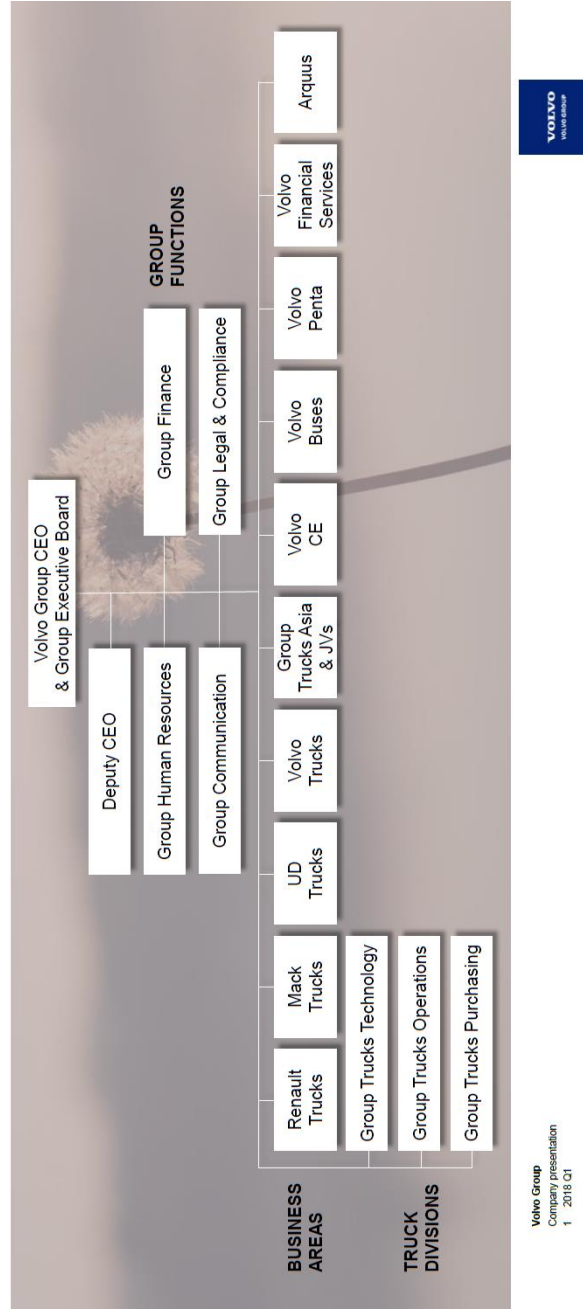 Volvo Group CEO
& Group Executive Board
Deputy CEO
GROUP
FUNCTIONS
Group Human Resources
Group Finance
Group Communication
Group Legal & Compliance
BUSINESS
AREAS
Renault
Trucks
Mack
Trucks
UD
Trucks
Volvo
Trucks
Group
Trucks Asia
& JVs
Volvo
CE
Volvo
Buses
Volvo
Penta
Volvo
Financial
Services
Arquus
TRUCK
DIVISIONS
Group Trucks Technology
Group Trucks Operations
Group Trucks Purchasing
Volvo Group
Company presentation
1 2018 Q1
VOLVO
VOLVO GROUP